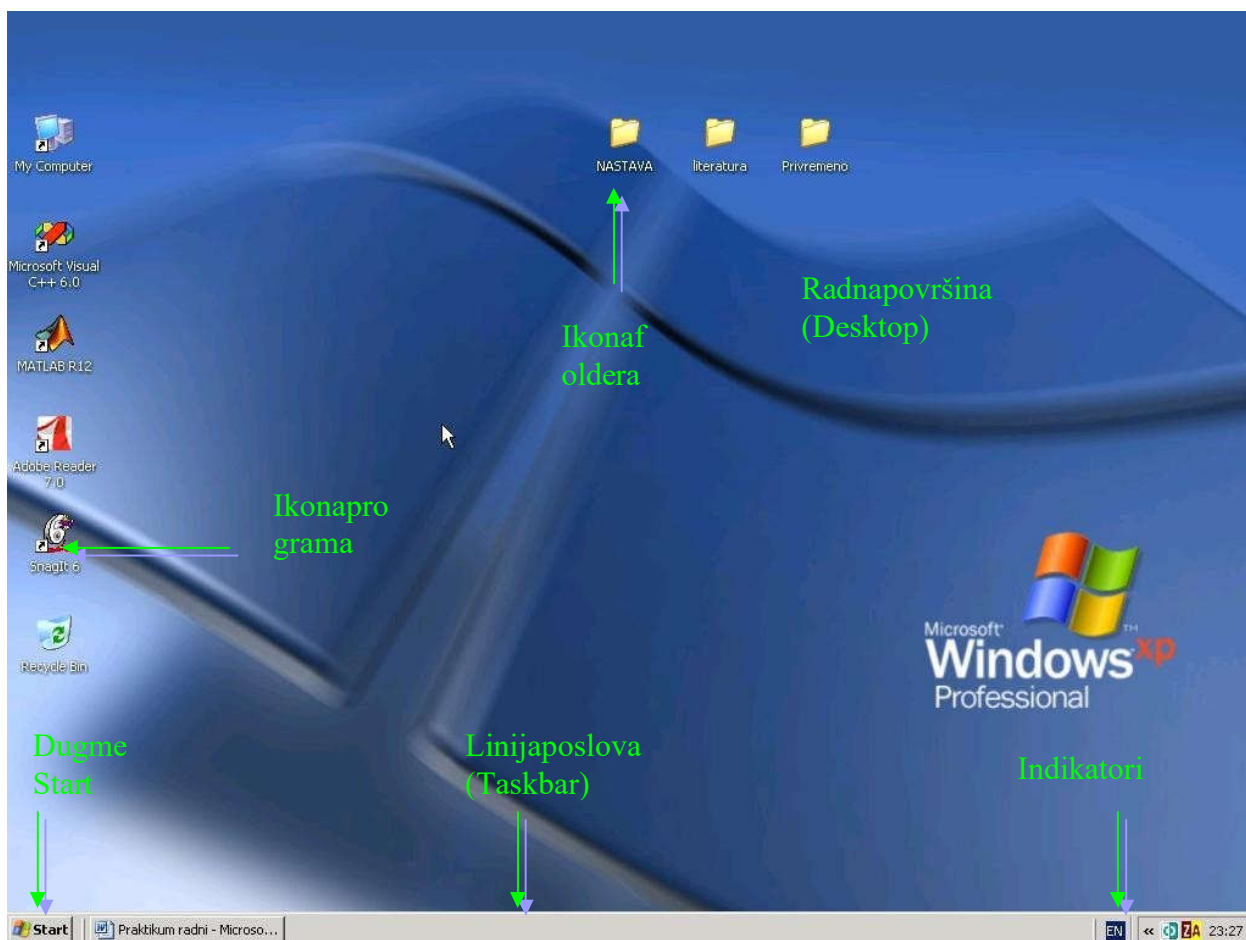 My Computer
NASTAVA
literatura
Privremeno
Microsoft Visual
C++ 6.0
Radnapovršina
(Desktop)
Ikonaf
oldera
MATLAB R12
Adobe Reader
7.0
Ikonapro
grama
SnagIt 6
Recycle Bin
Microsoft®
Windows xp
TM
Professional
Dugme
Start
Linijaposlova
(Taskbar)
Indikatori
Start
Praktikum radni - Microso...
EN
«
ZA
23:27